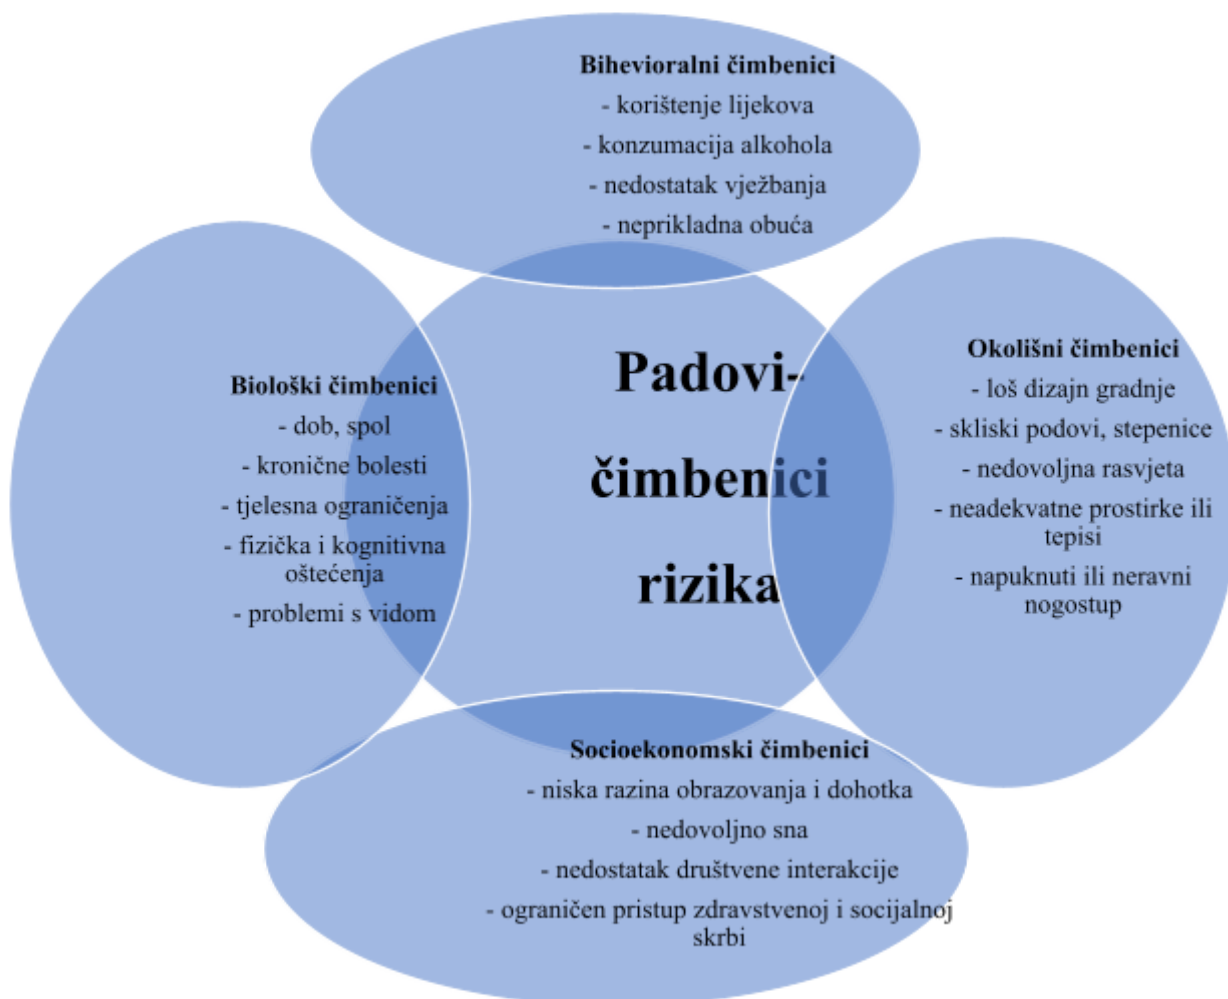 Bihevioralni čimbenici
- korištenje lijekova
- konzumacija alkohola
- nedostatak vježbanja
- neprikladna obuća
Padovi-
čimbenici
rizika
Biološki čimbenici
- dob, spol
- kronične bolesti
- tjelesna ograničenja
- fizička i kognitivna
oštećenja
- problemi s vidom
Okolišni čimbenici
- loš dizajn gradnje
- skliski podovi, stepenice
- nedovoljna rasvjeta
- neadekvatne prostirke ili
tepisi
- napuknuti ili neravni
nogostup
Socioekonomski čimbenici
- niska razina obrazovanja i dohotka
- nedovoljno sna
- nedostatak društvene interakcije
- ograničen pristup zdravstvenoj i socijalnoj
skrbi